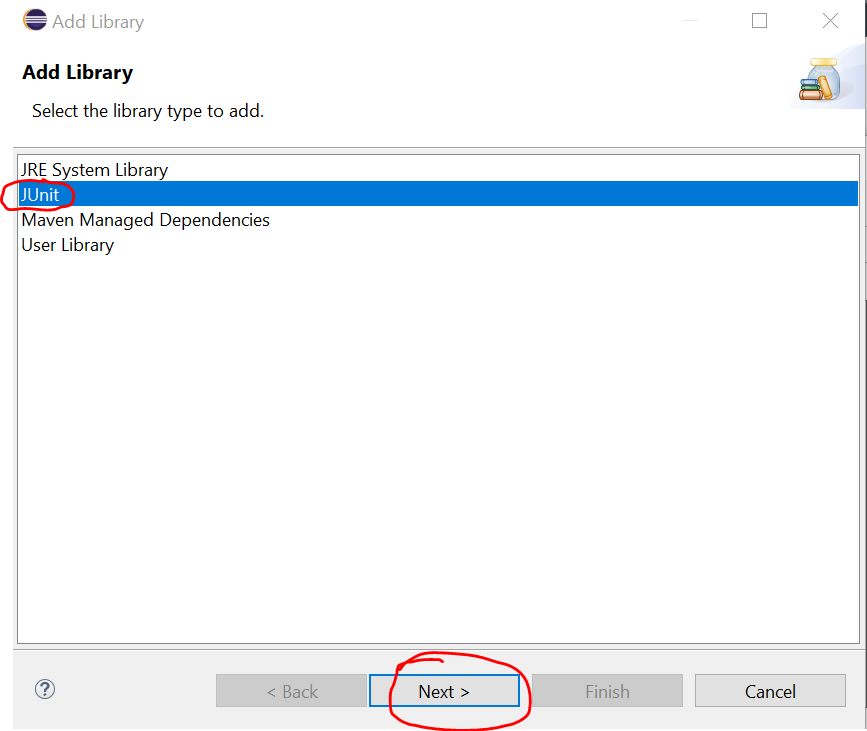 Add Library
Add Library
Select the library type to add.
JRE System Library
JUnit
Maven Managed Dependencies
User Library
? < Back Next > Finish Cancel